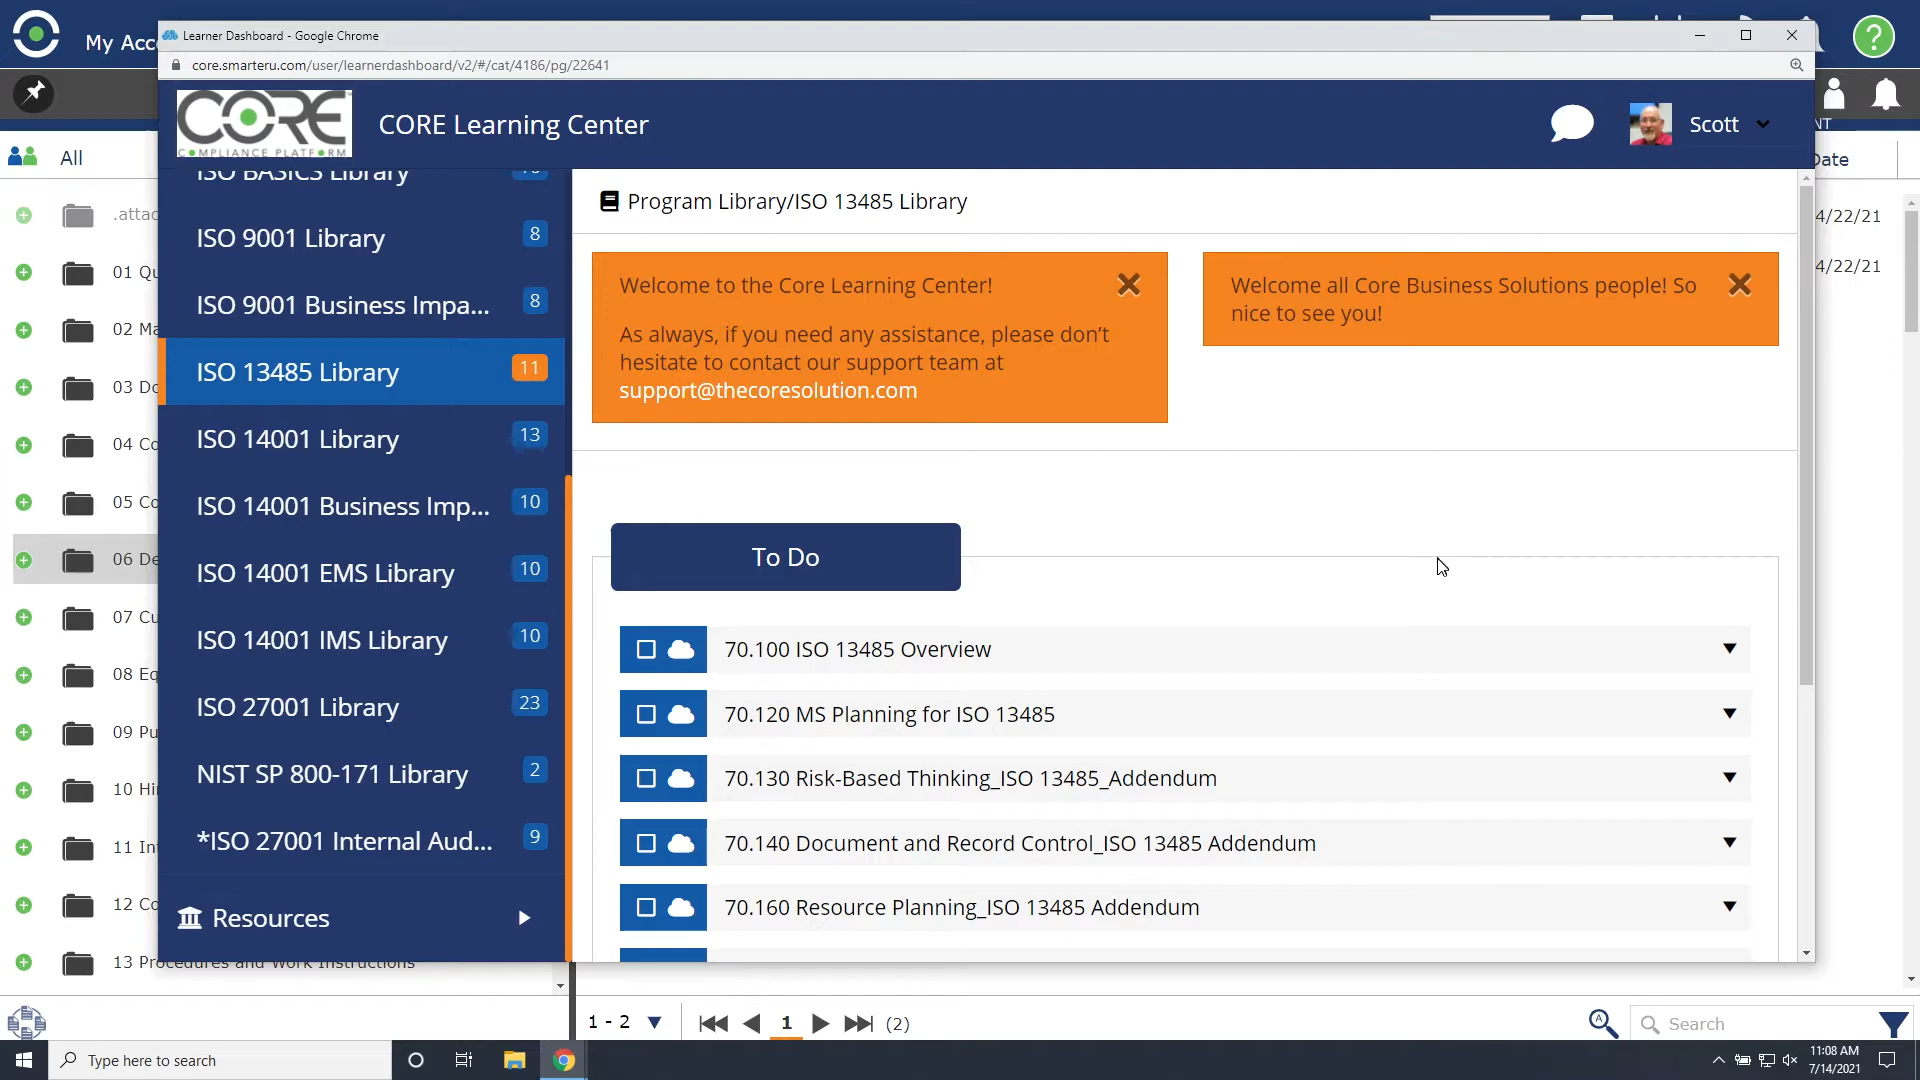 My Acc
Learner Dashboard - Google Chrome
core.smarteru.com/user/learnerdashboard/v2/#/cat/4186/pg/22641
?
CORE
COMPLIANCE PLATFORM
CORE Learning Center
Scott
NT
All
Date
ISO BASICS Library
Program Library/ISO 13485 Library
.attac
4/22/21
ISO 9001 Library
8
01 Qu
4/22/21
Welcome to the Core Learning Center!
As always, if you need any assistance, please don't
hesitate to contact our support team at
support@thecoresolution.com
Welcome all Core Business Solutions people! So
nice to see you!
ISO 9001 Business Impa...
8
02 Ma
ISO 13485 Library
11
03 Do
ISO 14001 Library
13
04 Co
ISO 14001 Business Imp...
10
05 Co
ISO 14001 EMS Library
10
06 De
To Do
ISO 14001 IMS Library
10
07 Cu
70.100 ISO 13485 Overview
ISO 27001 Library
23
08 Eq
70.120 MS Planning for ISO 13485
NIST SP 800-171 Library
2
09 Pu
70.130 Risk-Based Thinking_ISO 13485_Addendum
*ISO 27001 Internal Aud...
9
10 Hi
11 In
70.140 Document and Record Control_ISO 13485 Addendum
Resources
12 Co
70.160 Resource Planning_ISO 13485 Addendum
13 Procedures and Work Instructions
1 - 2
1
(2)
A
Search
Type here to search
11:08 AM
7/14/2021